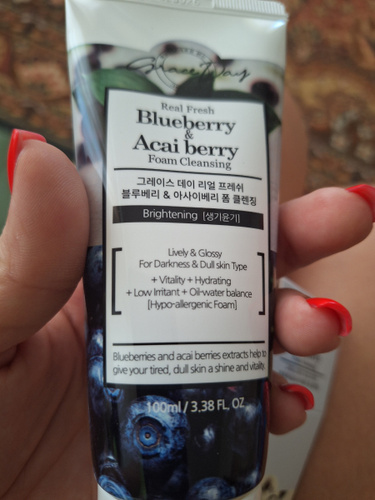 Grace Day
Real Fresh
Blueberry
&
Acai berry
Foam Cleansing
그레이스 데이 리얼 프레쉬
블루베리 & 아사이베리 폼 클렌징
Brightening [생기윤기]
Lively & Glossy
For Darkness & Dull skin Type
+ Vitality + Hydrating
+ Low Irritant + Oil-water balance
[Hypo-allergenic Foam]
Blueberries and acai berries extracts help to
give your tired, dull skin a shine and vitality.
100ml / 3.38 FL. OZ